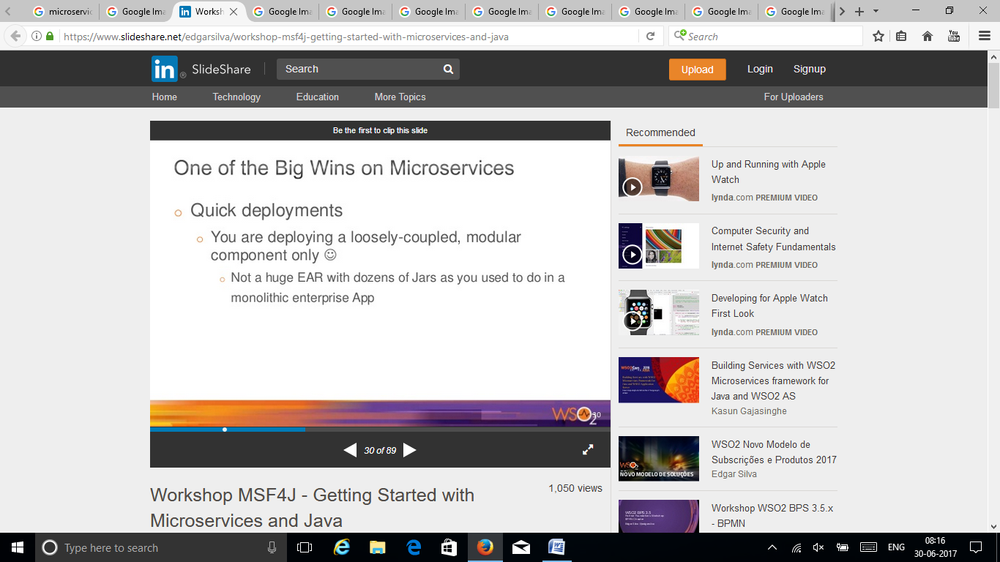 microservic
Google Ima
Worksh
Google Ima
Google Ima
Google Ima
Google Ima
Google Ima
Google Ima
Google Ima
Google Ima
https://www.slideshare.net/edgarsilva/workshop-msf4j-getting-started-with-microservices-and-java
Search
You Tube
in ® SlideShare
Search
Upload
Login
Signup
Home
Technology
Education
More Topics
For Uploaders
Be the first to clip this slide
One of the Big Wins on Microservices
Quick deployments
You are deploying a loosely-coupled, modular
component only ☺
Not a huge EAR with dozens of Jars as you used to do in a
monolithic enterprise App
WSO2
30
30 of 89
Workshop MSF4J - Getting Started with
Microservices and Java
1,050 views
Recommended
Up and Running with Apple
Watch
lynda.com PREMIUM VIDEO
Computer Security and
Internet Safety Fundamentals
lynda.com PREMIUM VIDEO
Developing for Apple Watch
First Look
lynda.com PREMIUM VIDEO
Building Services with WSO2
Microservices framework for
Java and WSO2 AS
Kasun Gajasinghe
NOVO MODELO DE SOLUÇÕES
WSO2 Novo Modelo de
Subscrições e Produtos 2017
Edgar Silva
WSO2 BPS 3.5
Workshop WSO2 BPS 3.5.x
- BPMN
Type here to search
ENG
08:16
30-06-2017